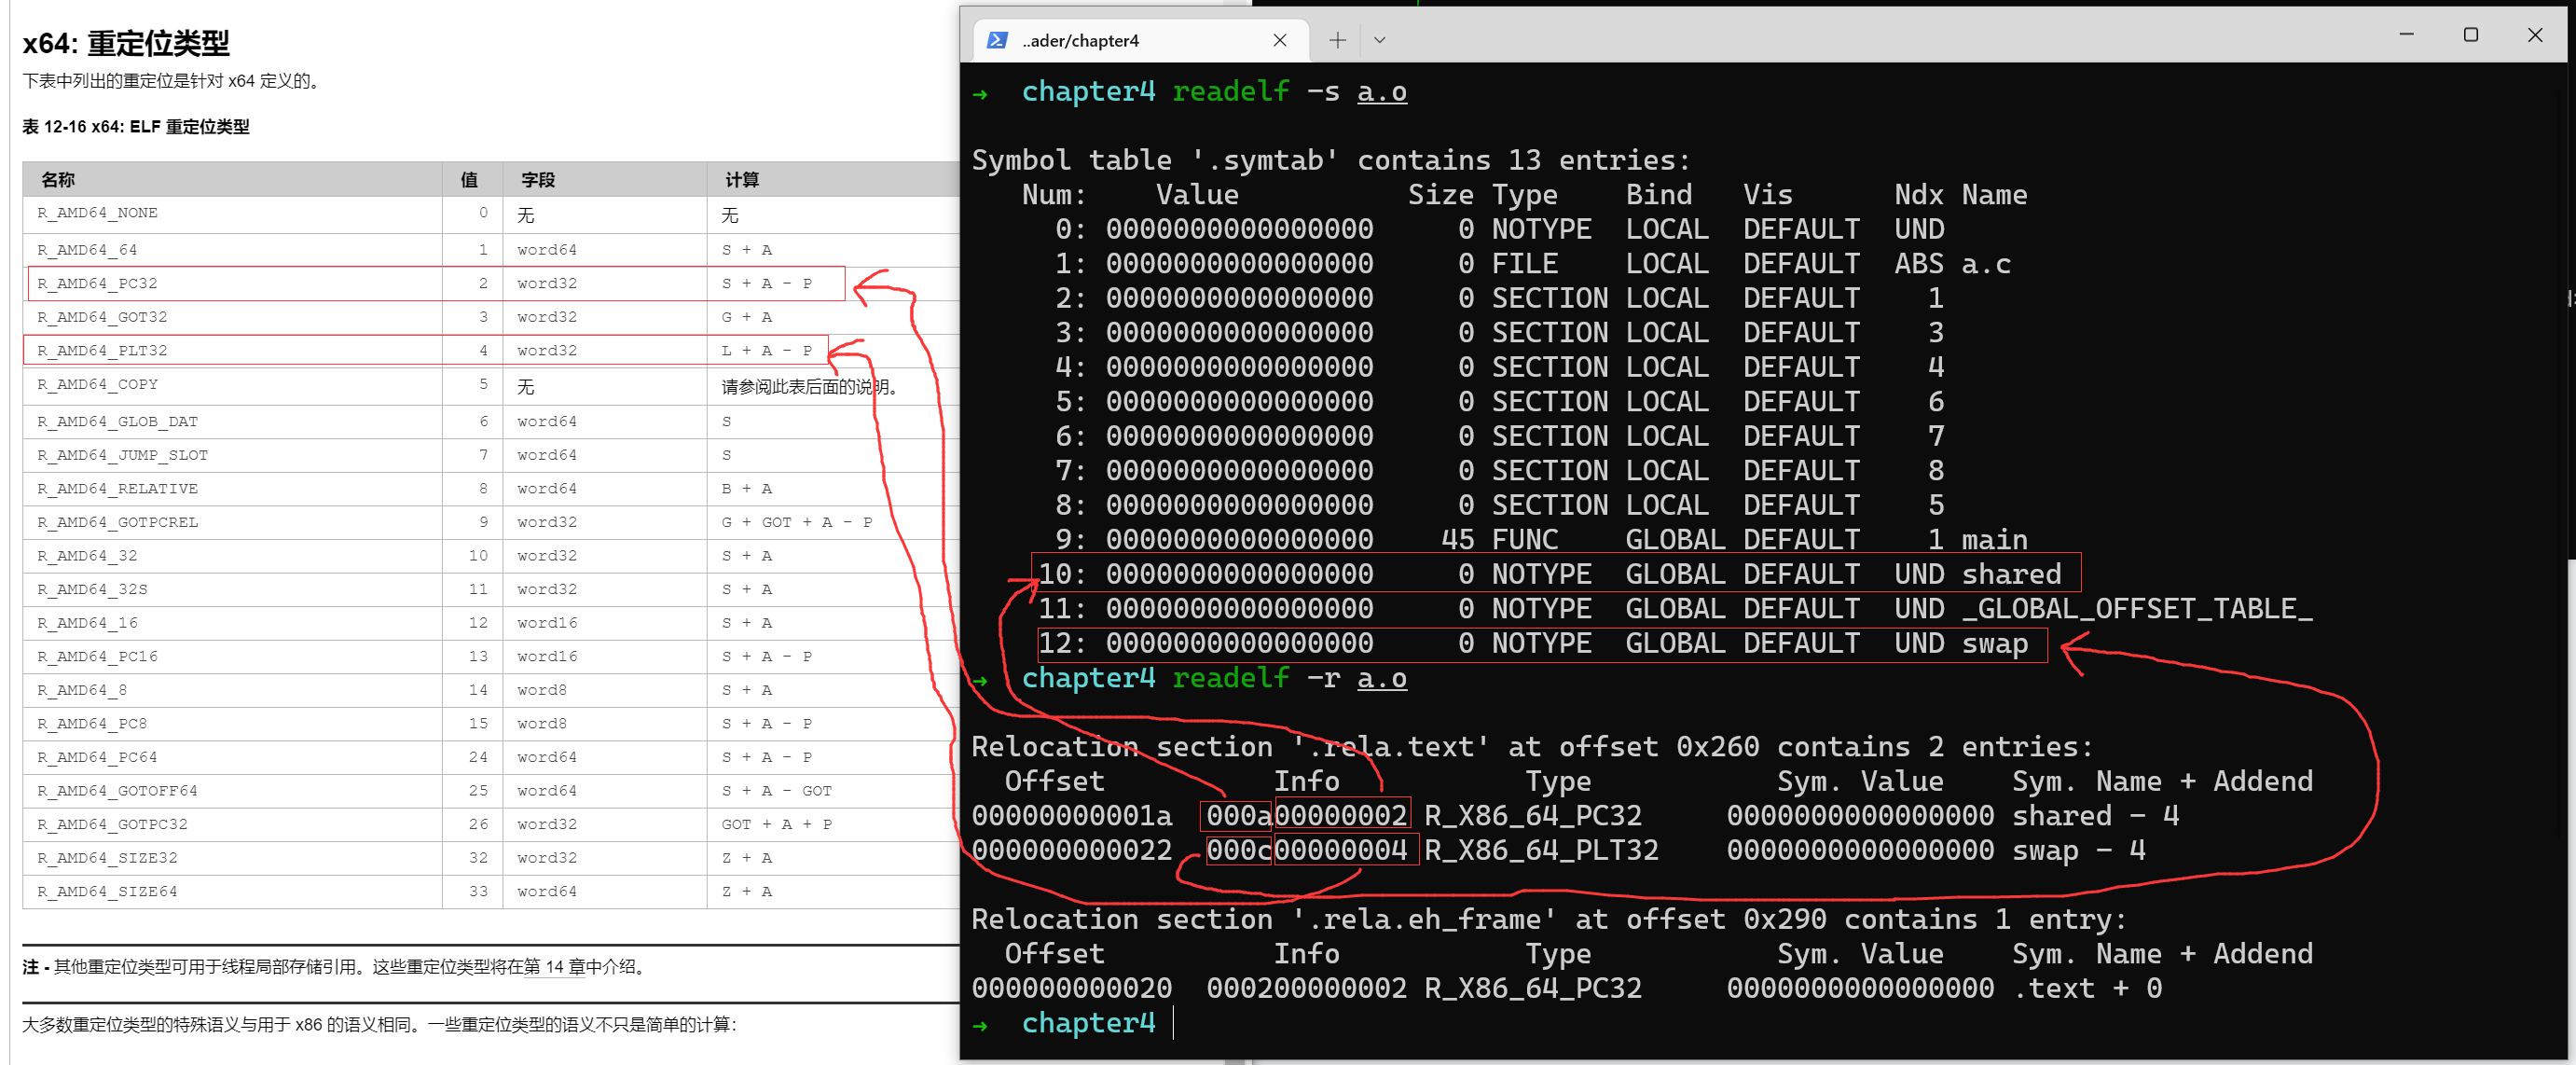 x64: 重定位类型
下表中列出的重定位是针对 x64 定义的。
表 12-16 x64: ELF 重定位类型
名称 值 字段 计算
R_AMD64_NONE 0 无 无
R_AMD64_64 1 word64 S + A
R_AMD64_PC32 2 word32 S + A - P
R_AMD64_GOT32 3 word32 G + A
R_AMD64_PLT32 4 word32 L + A - P
R_AMD64_COPY 5 无 请参阅此表后面的说明。
R_AMD64_GLOB_DAT 6 word64 S
R_AMD64_JUMP_SLOT 7 word64 S
R_AMD64_RELATIVE 8 word64 B + A
R_AMD64_GOTPCREL 9 word32 G + GOT + A - P
R_AMD64_32 10 word32 S + A
R_AMD64_32S 11 word32 S + A
R_AMD64_16 12 word16 S + A
R_AMD64_PC16 13 word16 S + A - P
R_AMD64_8 14 word8 S + A
R_AMD64_PC8 15 word8 S + A - P
R_AMD64_PC64 24 word64 S + A - P
R_AMD64_GOTOFF64 25 word64 S + A - GOT
R_AMD64_GOTPC32 26 word32 GOT + A + P
R_AMD64_SIZE32 32 word32 Z + A
R_AMD64_SIZE64 33 word64 Z + A
注 - 其他重定位类型可用于线程局部存储引用。这些重定位类型将在第 14 章中介绍。
大多数重定位类型的特殊语义与用于 x86 的语义相同。一些重定位类型的语义不只是简单的计算：
..ader/chapter4
→ chapter4 readelf -s a.o
Symbol table '.symtab' contains 13 entries:
Num: Value Size Type Bind Vis Ndx Name
0: 0000000000000000 0 NOTYPE LOCAL DEFAULT UND
1: 0000000000000000 0 FILE LOCAL DEFAULT ABS a.c
2: 0000000000000000 0 SECTION LOCAL DEFAULT 1
3: 0000000000000000 0 SECTION LOCAL DEFAULT 3
4: 0000000000000000 0 SECTION LOCAL DEFAULT 4
5: 0000000000000000 0 SECTION LOCAL DEFAULT 6
6: 0000000000000000 0 SECTION LOCAL DEFAULT 7
7: 0000000000000000 0 SECTION LOCAL DEFAULT 8
8: 0000000000000000 0 SECTION LOCAL DEFAULT 5
9: 0000000000000000 45 FUNC GLOBAL DEFAULT 1 main
10: 0000000000000000 0 NOTYPE GLOBAL DEFAULT UND shared
11: 0000000000000000 0 NOTYPE GLOBAL DEFAULT UND _GLOBAL_OFFSET_TABLE_
12: 0000000000000000 0 NOTYPE GLOBAL DEFAULT UND swap
→ chapter4 readelf -r a.o
Relocation section '.rela.text' at offset 0x260 contains 2 entries:
Offset Info Type Sym. Value Sym. Name + Addend
00000000001a 000a00000002 R_X86_64_PC32 0000000000000000 shared - 4
000000000022 000c00000004 R_X86_64_PLT32 0000000000000000 swap - 4
Relocation section '.rela.eh_frame' at offset 0x290 contains 1 entry:
Offset Info Type Sym. Value Sym. Name + Addend
000000000020 000200000002 R_X86_64_PC32 0000000000000000 .text + 0
→ chapter4